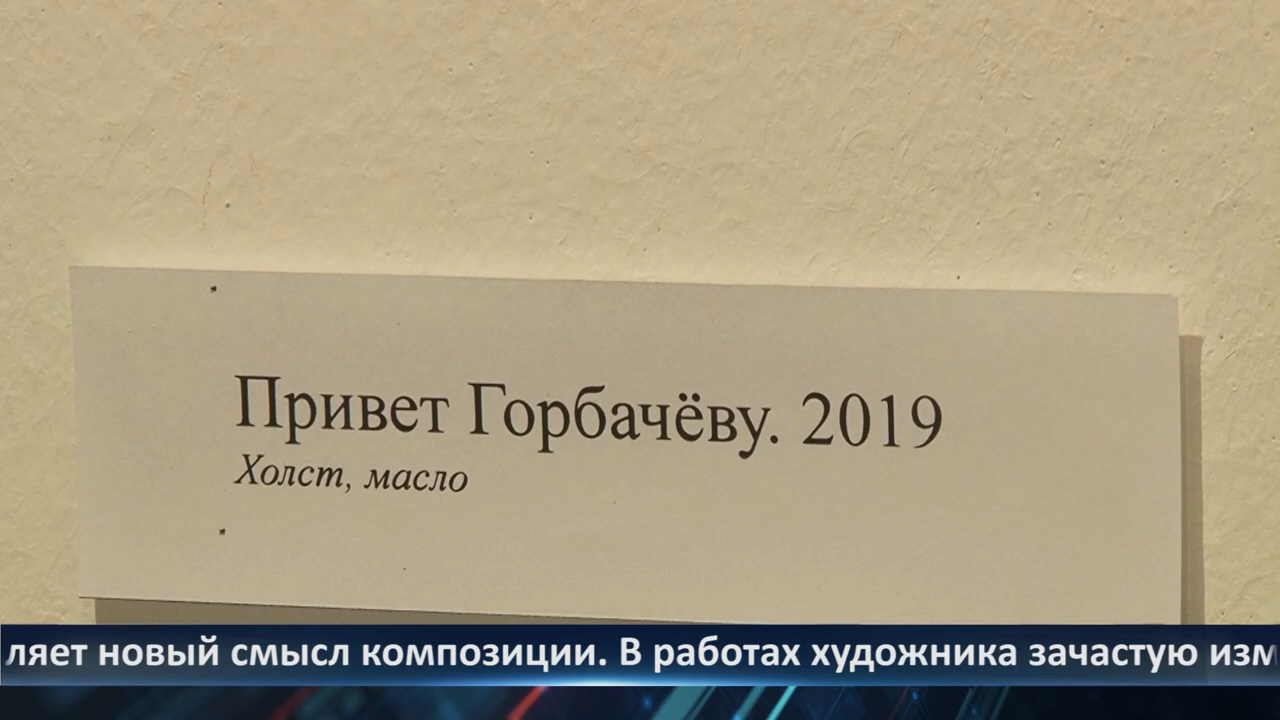 Привет Горбачёву. 2019
Холст, масло
ляет новый смысл композиции. В работах художника зачастую изм